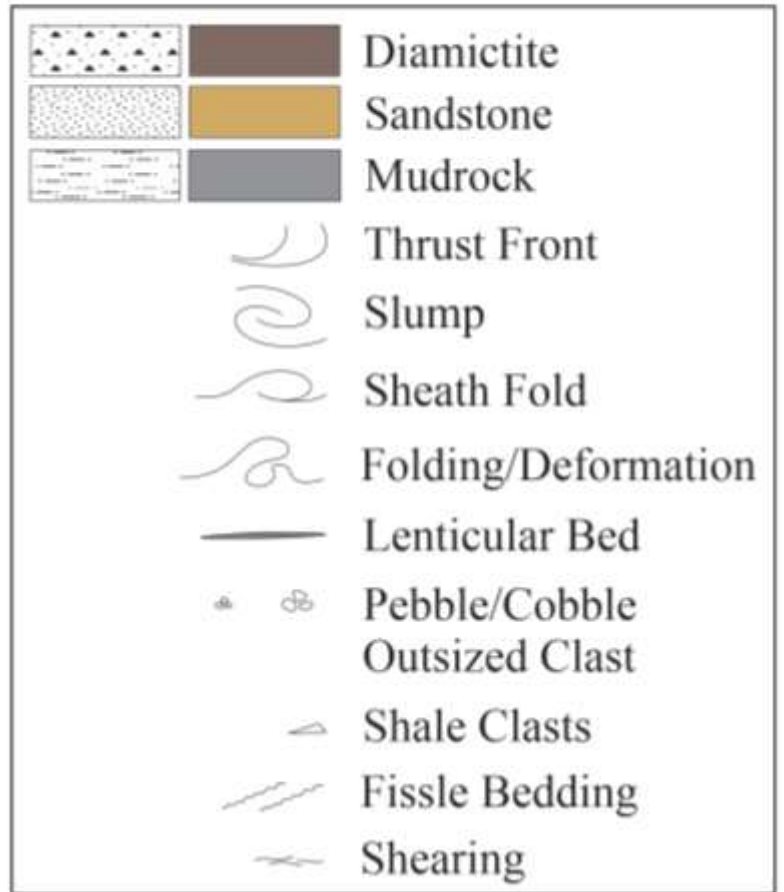 Diamictite
Sandstone
Mudrock
Thrust Front
Slump
Sheath Fold
Folding/Deformation
Lenticular Bed
Pebble/Cobble
Outsized Clast
Shale Clasts
Fissle Bedding
Shearing